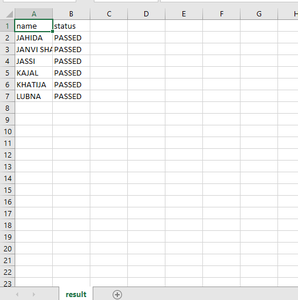 A B C D E F G H
1 name status
2 JAHIDA PASSED
3 JANVI SHA PASSED
4 JASSI PASSED
5 KAJAL PASSED
6 KHATIJA PASSED
7 LUBNA PASSED
8
9
10
11
12
13
14
15
16
17
18
19
20
21
22
23
result